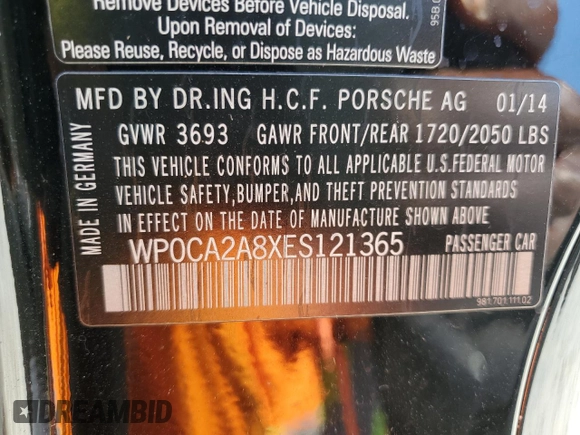 Remove Devices Before Vehicle Disposal.
Upon Removal of Devices:
Please Reuse, Recycle, or Dispose as Hazardous Waste
95B.0
MFD BY DR.ING H.C.F. PORSCHE AG 01/14
GVWR 3693 GAWR FRONT/REAR 1720/2050 LBS
THIS VEHICLE CONFORMS TO ALL APPLICABLE U.S.FEDERAL MOTOR
VEHICLE SAFETY,BUMPER,AND THEFT PREVENTION STANDARDS
IN EFFECT ON THE DATE OF MANUFACTURE SHOWN ABOVE
WP0CA2A8XES121365 PASSENGER CAR
MADE IN GERMANY
981.701.111.02
DREAMBID